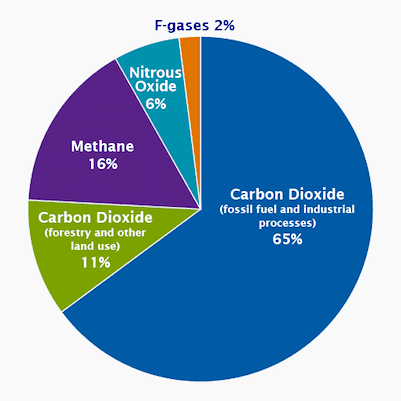 F-gases 2%
Nitrous
Oxide
6%
Methane
16%
Carbon Dioxide
(forestry and other
land use)
11%
Carbon Dioxide
(fossil fuel and industrial
processes)
65%